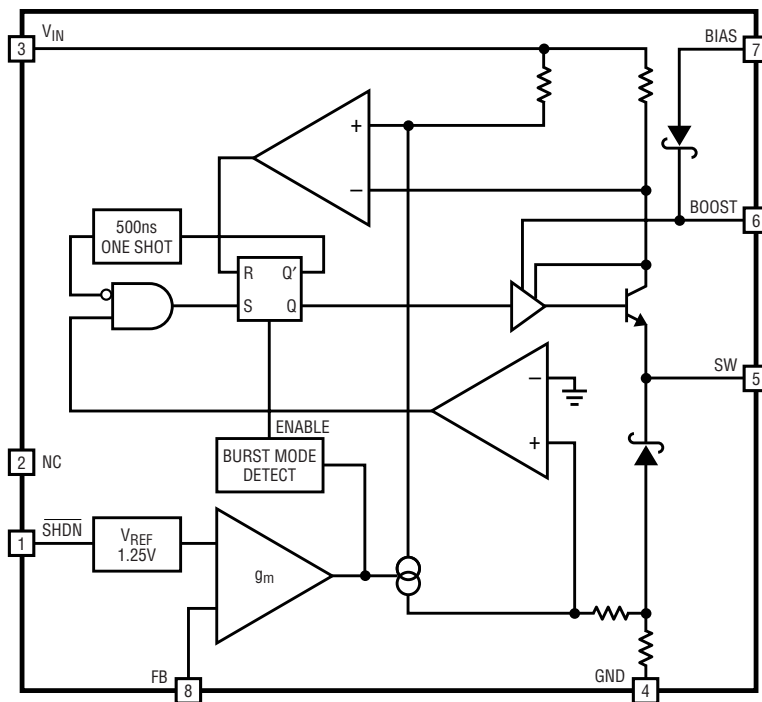 VIN
3
BIAS
7
+
–
BOOST
6
500ns
ONE SHOT
R
Q′
S
Q
SW
5
–
+
ENABLE
2
NC
BURST MODE
DETECT
SHDN
1
VREF
1.25V
gm
FB
8
GND
4